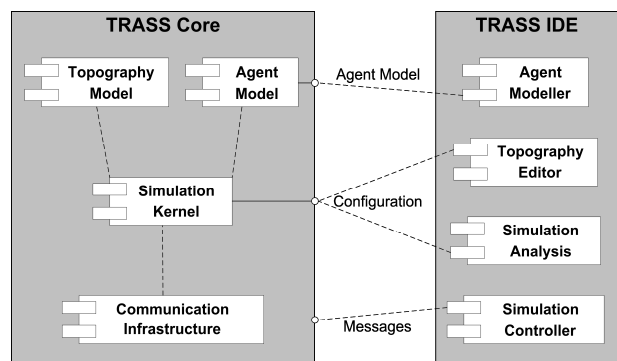 TRASS Core
TRASS IDE
Topography
Model
Agent
Model
Agent Model
Agent
Modeller
Topography
Editor
Simulation
Kernel
Configuration
Simulation
Analysis
Communication
Infrastructure
Messages
Simulation
Controller